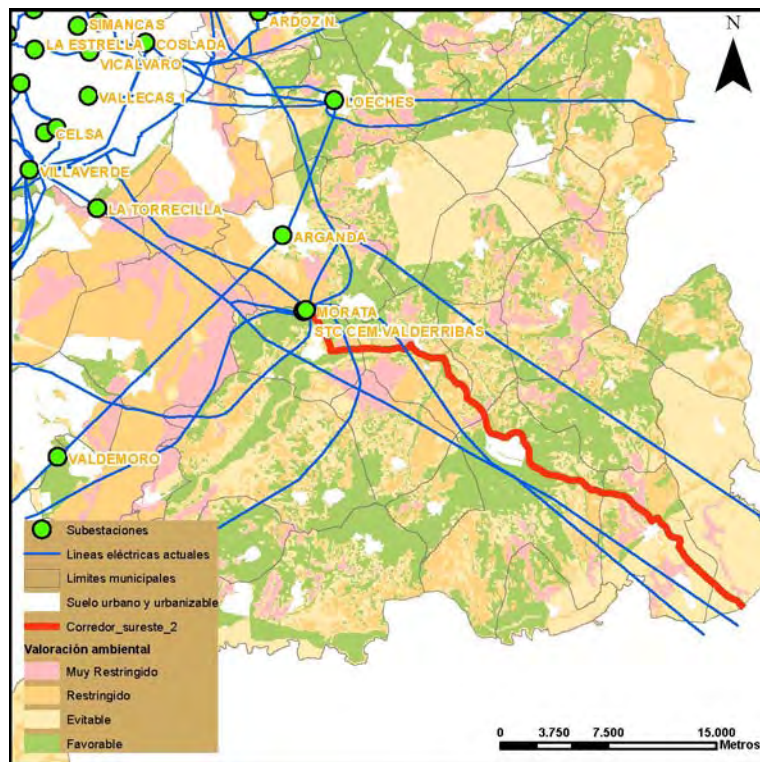 SIMANCAS
ARDOZ N.
N
LA ESTRELLA
COSLADA
VICALVARO
VALLECAS 1
LOECHES
CELSA
VILLAVERDE
LA TORRECILLA
ARGANDA
MORATA
STC CEM.VALDERRIBAS
VALDEMORO
Subestaciones
Lineas eléctricas actuales
Limites municipales
Suelo urbano y urbanizable
Corredor_sureste_2
Valoración ambiental
Muy Restringido
Restringido
Evitable
Favorable
0 3.750 7.500 15.000
Metros